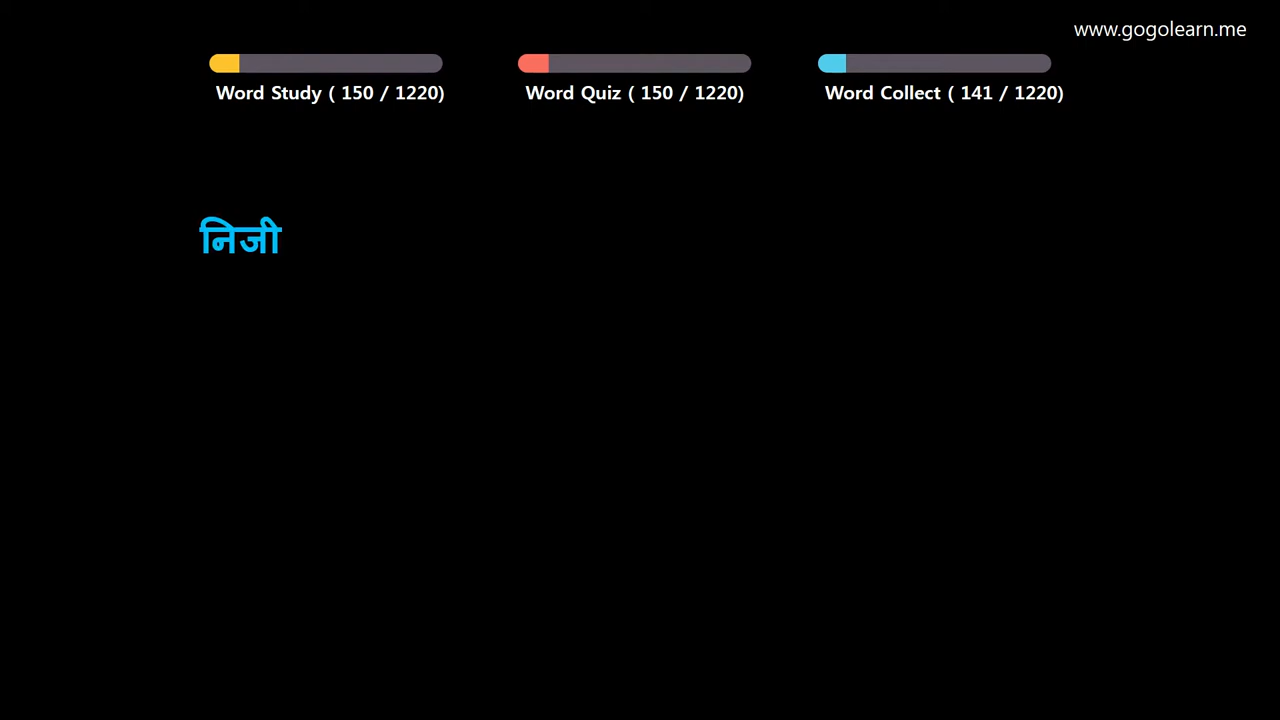 www.gogolearn.me
Word Study ( 150 / 1220)
Word Quiz ( 150 / 1220)
Word Collect ( 141 / 1220)
निजी